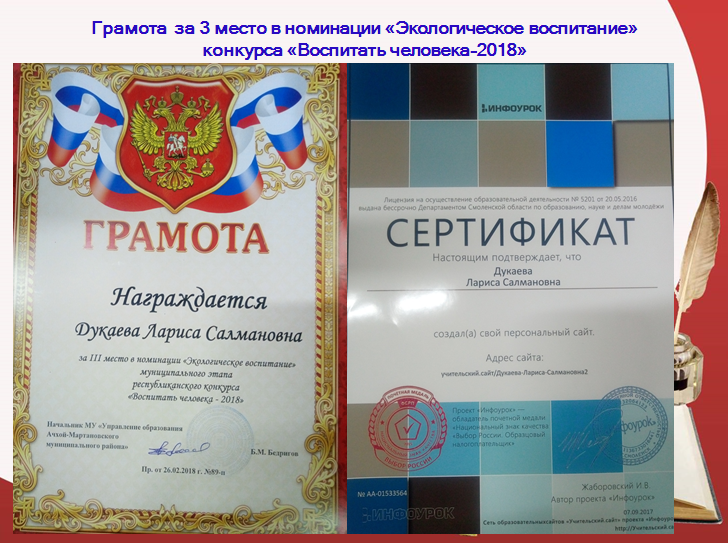 Грамота за 3 место в номинации «Экологическое воспитание»
конкурса «Воспитать человека-2018»
ГРАМОТА
Награждается
Дукаева Лариса Салмановна
за III место в номинации «Экологическое воспитание»
муниципального этапа
республиканского конкурса
«Воспитать человека - 2018»
Начальник МУ «Управление образования
Ачхой-Мартановского
муниципального района»
Б.М. Бедригов
Пр. от 26.02.2018 г. №89-п
ИНФОУРОК
Лицензия на осуществление образовательной деятельности № 5201 от 20.05.2016
выдана бессрочно Департаментом Смоленской области по образованию, науке и делам молодёжи
СЕРТИФИКАТ
Настоящим подтверждает, что
Дукаева
Лариса Салмановна
создал(а) свой персональный сайт.
Адрес сайта:
учительский.сайт/Дукаева-Лариса-Салмановна2
ПОЧЕТНАЯ МЕДАЛЬ
ВЫБОР РОССИИ
Проект «Инфоурок» —
обладатель почетной медали
«Национальный знак качества
«Выбор России. Образцовый
налогоплательщик»
«Инфоурок»
№ АА-01533564
Жаборовский И.В.
Автор проекта «Инфоурок»
ИНФОУРОК
07.09.2017
Сеть образовательных сайтов «Учительский.сайт» проекта «Инфоурок»